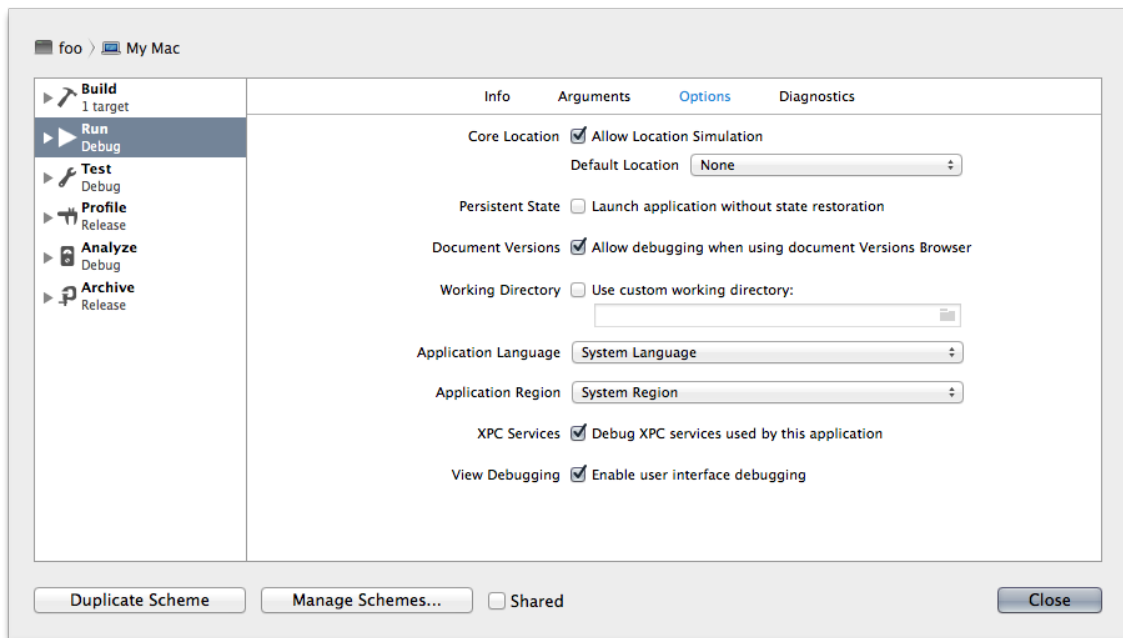 foo 〉 My Mac
Build
1 target
Run
Debug
Test
Debug
Profile
Release
Analyze
Debug
Archive
Release
Info Arguments Options Diagnostics
Core Location Allow Location Simulation
Default Location None
Persistent State Launch application without state restoration
Document Versions Allow debugging when using document Versions Browser
Working Directory Use custom working directory:
Application Language System Language
Application Region System Region
XPC Services Debug XPC services used by this application
View Debugging Enable user interface debugging
Duplicate Scheme Manage Schemes... Shared Close